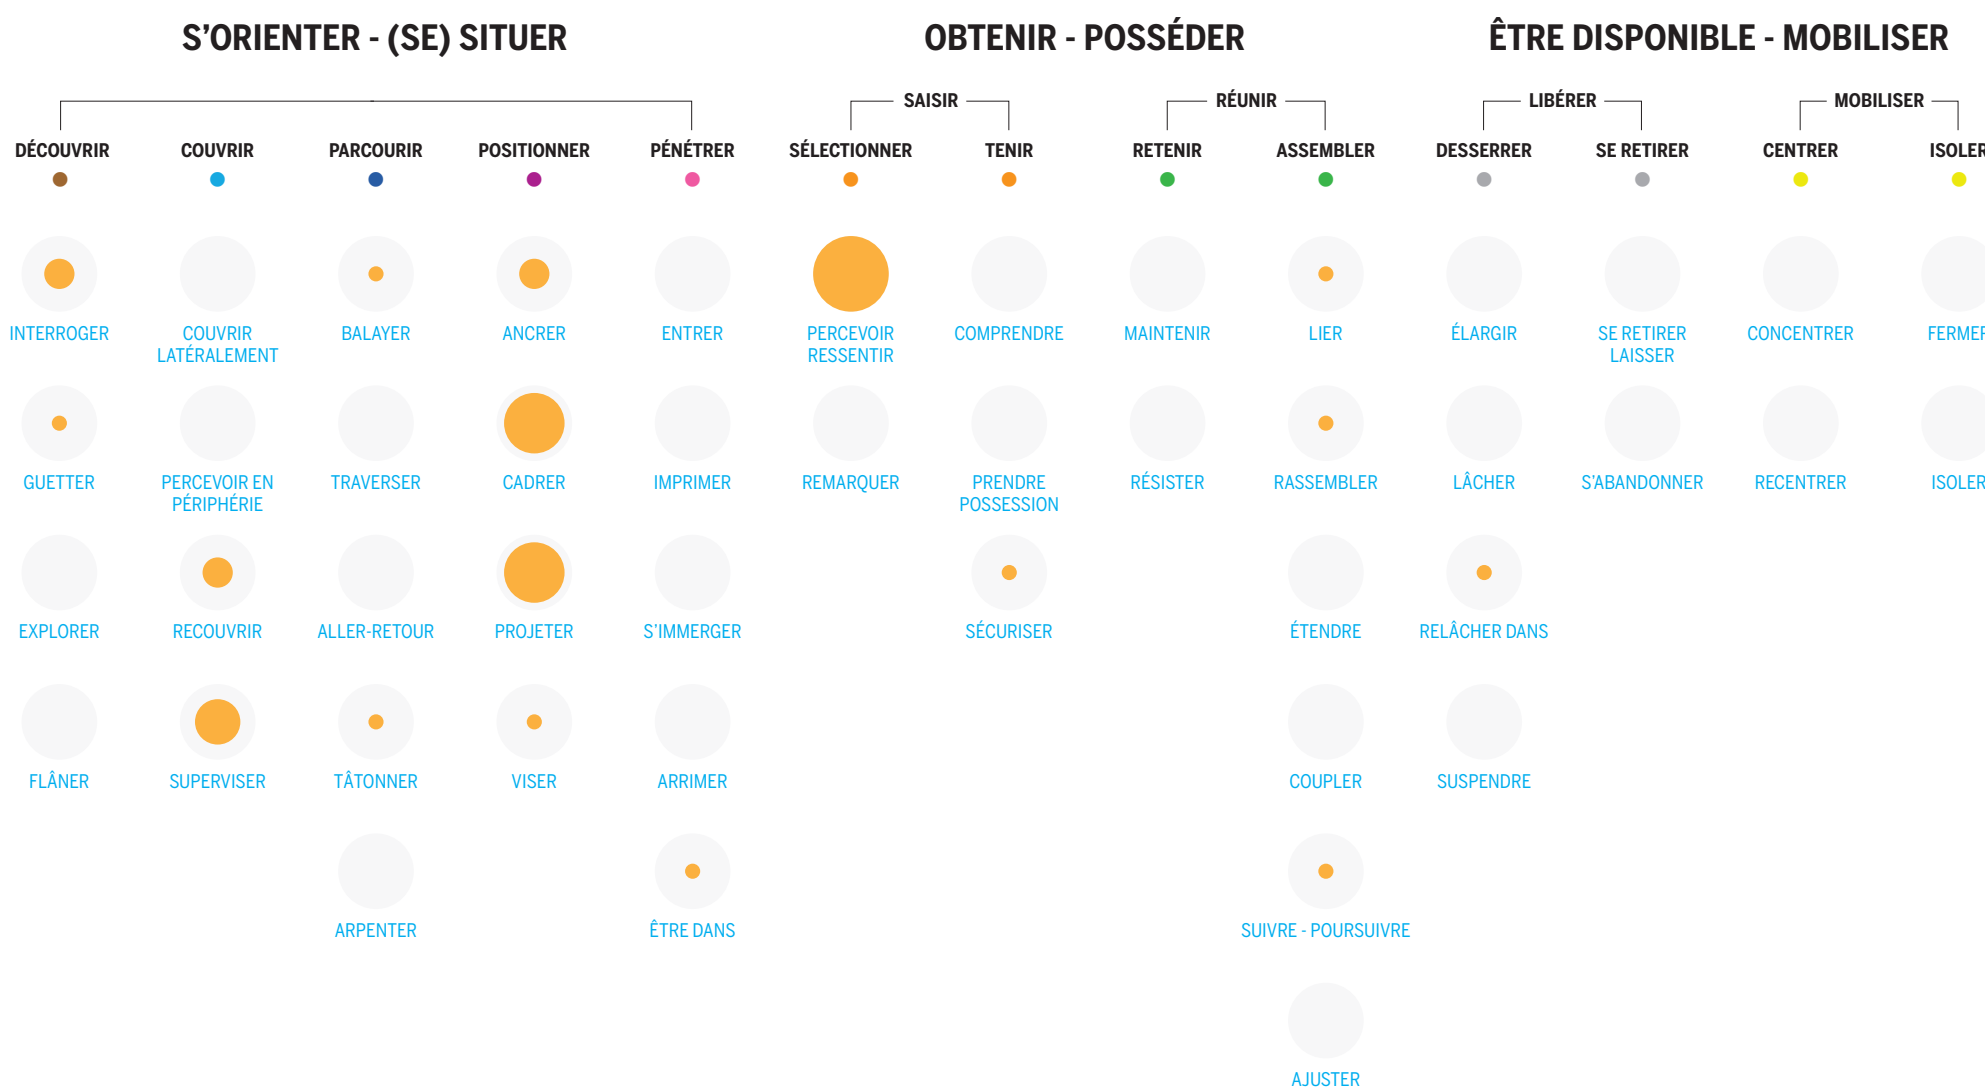 S'ORIENTER - (SE) SITUER
OBTENIR - POSSÉDER
ÊTRE DISPONIBLE - MOBILISER
SAISIR
RÉUNIR
LIBÉRER
MOBILISER
DÉCOUVRIR
COUVRIR
PARCOURIR
POSITIONNER
PÉNÉTRER
SÉLECTIONNER
TENIR
RETENIR
ASSEMBLER
DESSERRER
SE RETIRER
CENTRER
ISOLER
INTERROGER
COUVRIR
LATÉRALEMENT
BALAYER
ANCRER
ENTRER
PERCEVOIR
RESSENTIR
COMPRENDRE
MAINTENIR
LIER
ÉLARGIR
SE RETIRER
LAISSER
CONCENTRER
FERMER
GUETTER
PERCEVOIR EN
PÉRIPHÉRIE
TRAVERSER
CADRER
IMPRIMER
REMARQUER
PRENDRE
POSSESSION
RÉSISTER
RASSEMBLER
LÂCHER
S'ABANDONNER
RECENTRER
ISOLER
EXPLORER
RECOUVRIR
ALLER-RETOUR
PROJETER
S'IMMERGER
SÉCURISER
ÉTENDRE
RELÂCHER DANS
FLÂNER
SUPERVISER
TÂTONNER
VISER
ARRIMER
COUPLER
SUSPENDRE
ARPENTER
ÊTRE DANS
SUIVRE - POURSUIVRE
AJUSTER